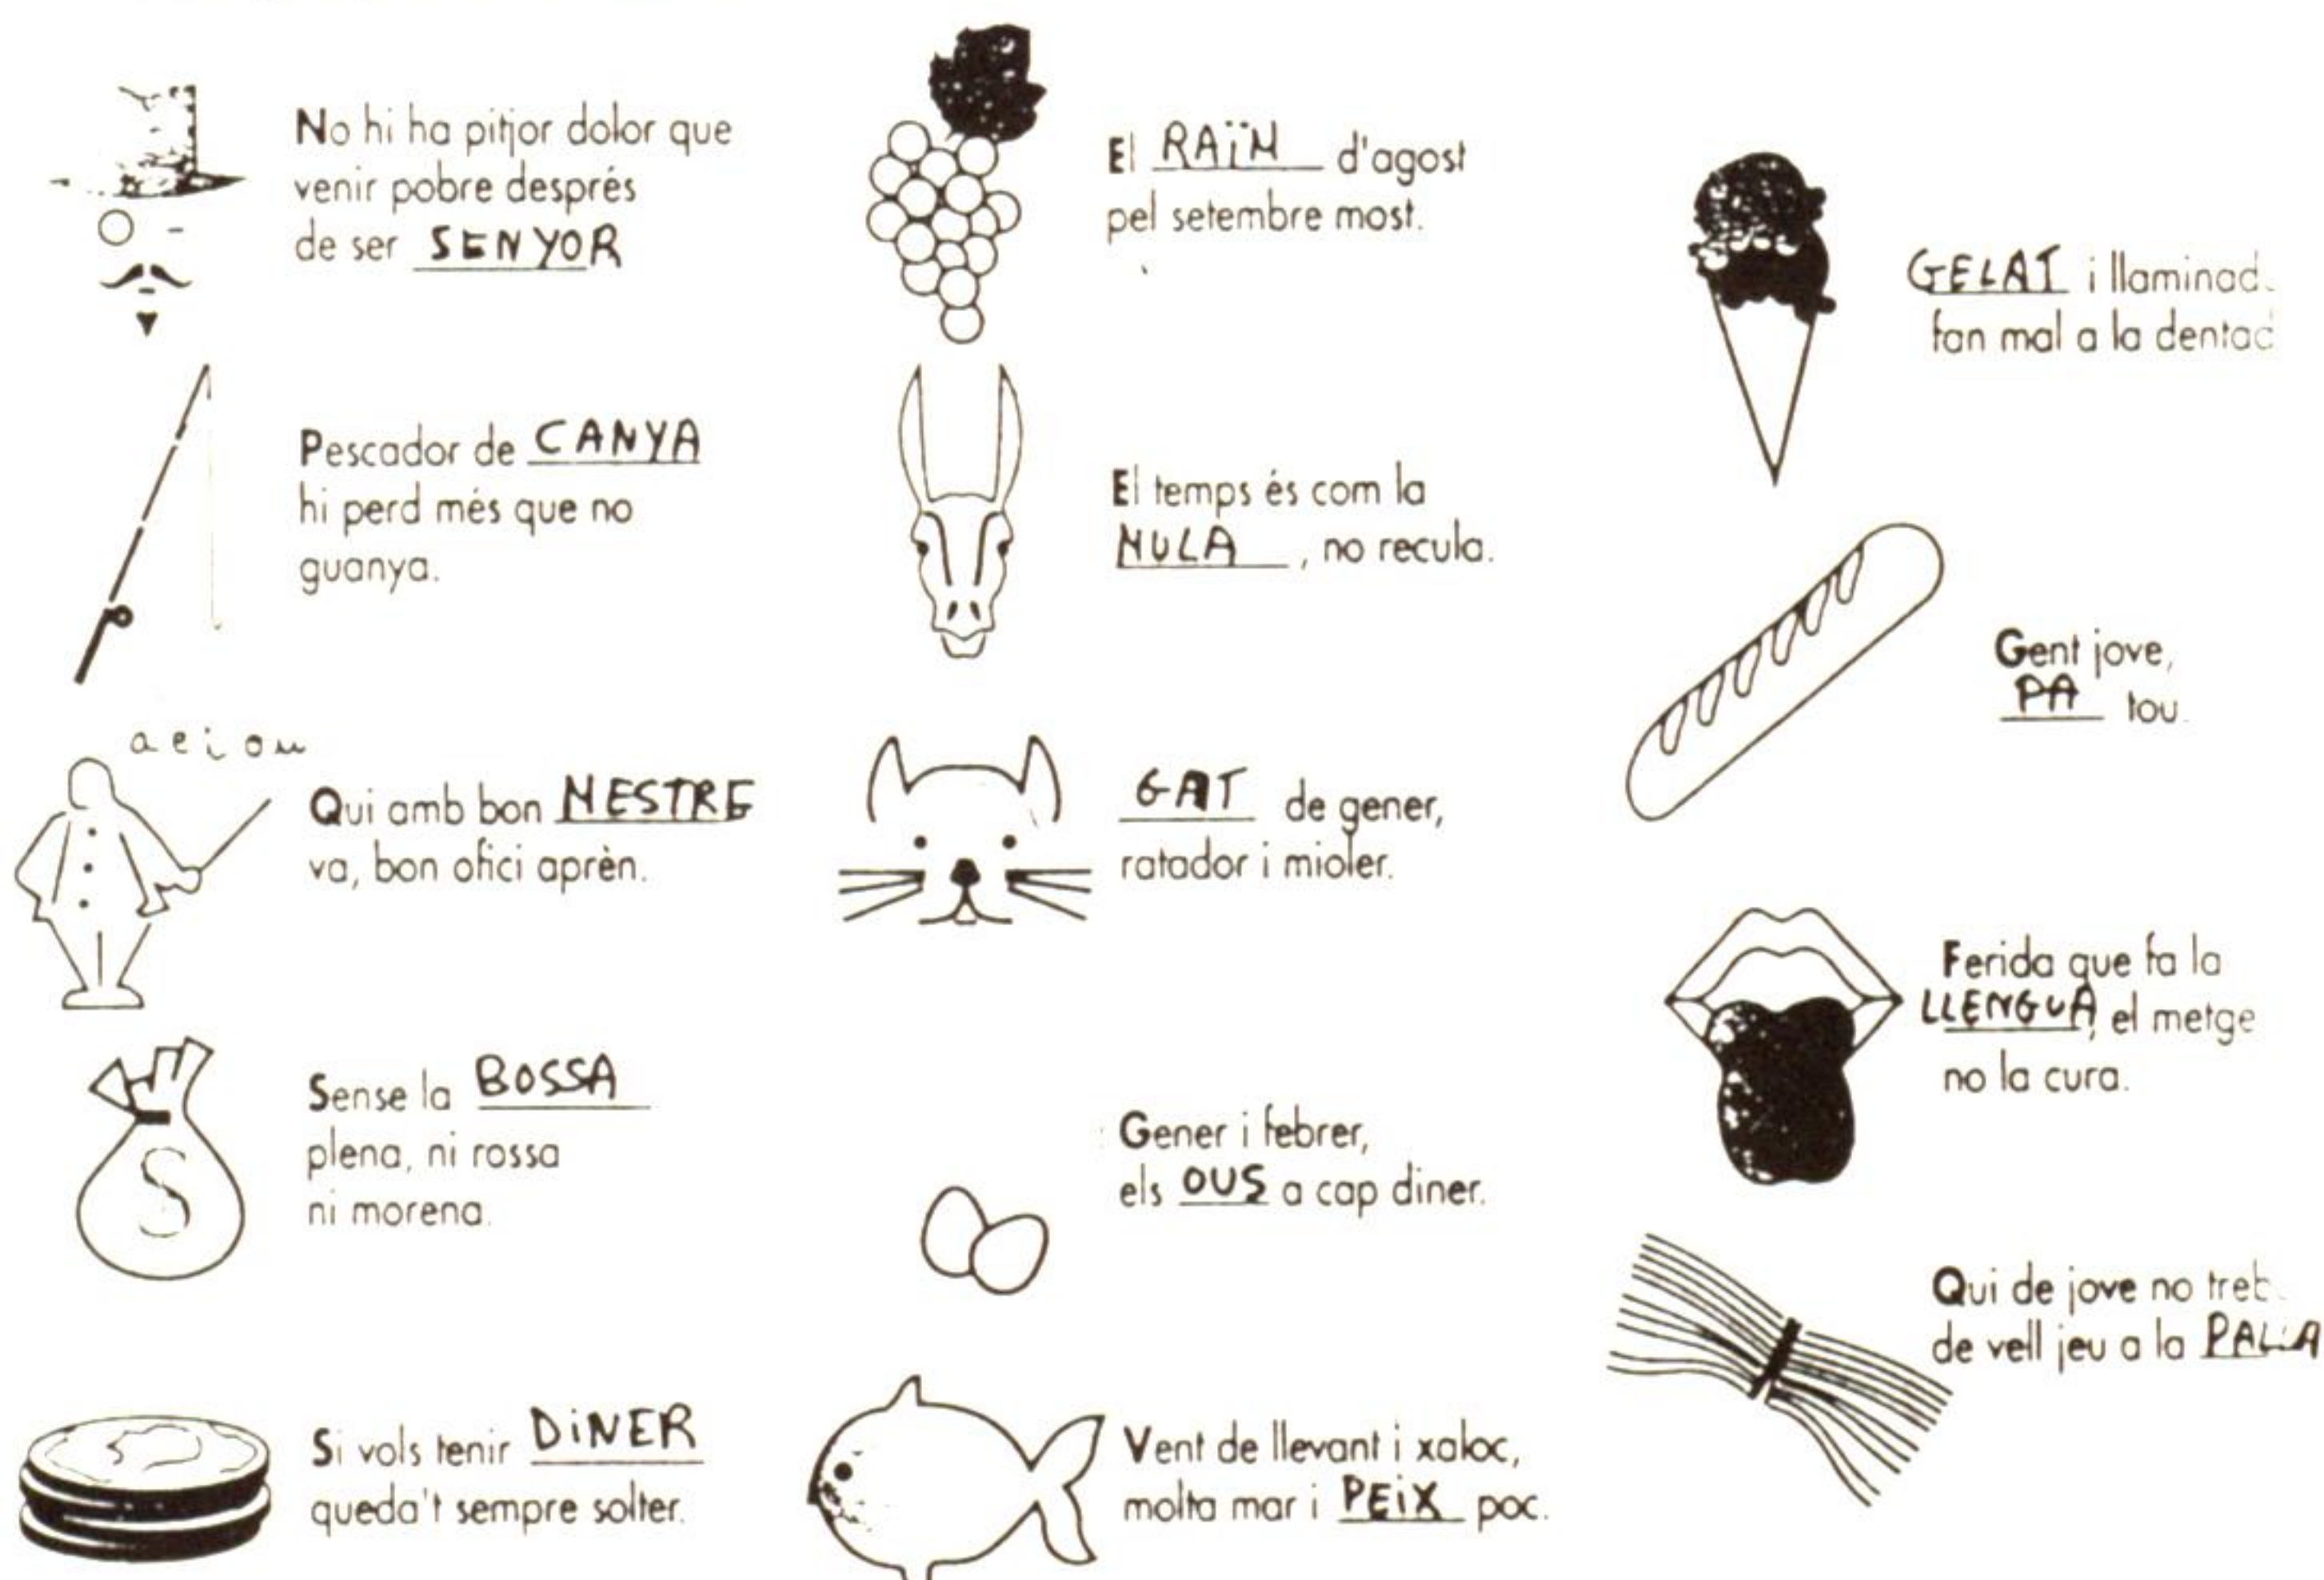 No hi ha pitjor dolor que
venir pobre després
de ser SENYOR
Pescador de CANYA
hi perd més que no
guanya.
a e i o u
Qui amb bon MESTRE
va, bon ofici aprèn.
Sense la BOSSA
plena, ni rossa
ni morena.
S
Si vols tenir DiNER
queda't sempre solter.
El RAÏM d'agost
pel setembre most.
El temps és com la
MULA, no recula.
GAT de gener,
ratador i mioler.
Gener i febrer,
els OUS a cap diner.
Vent de llevant i xaloc,
molta mar i PEiX poc.
GELAT i llaminad
fan mal a la dentad
Gent jove,
PA tou.
Ferida que fa la
LLENGUA, el metge
no la cura.
Qui de jove no treb
de vell jeu a la PALLA